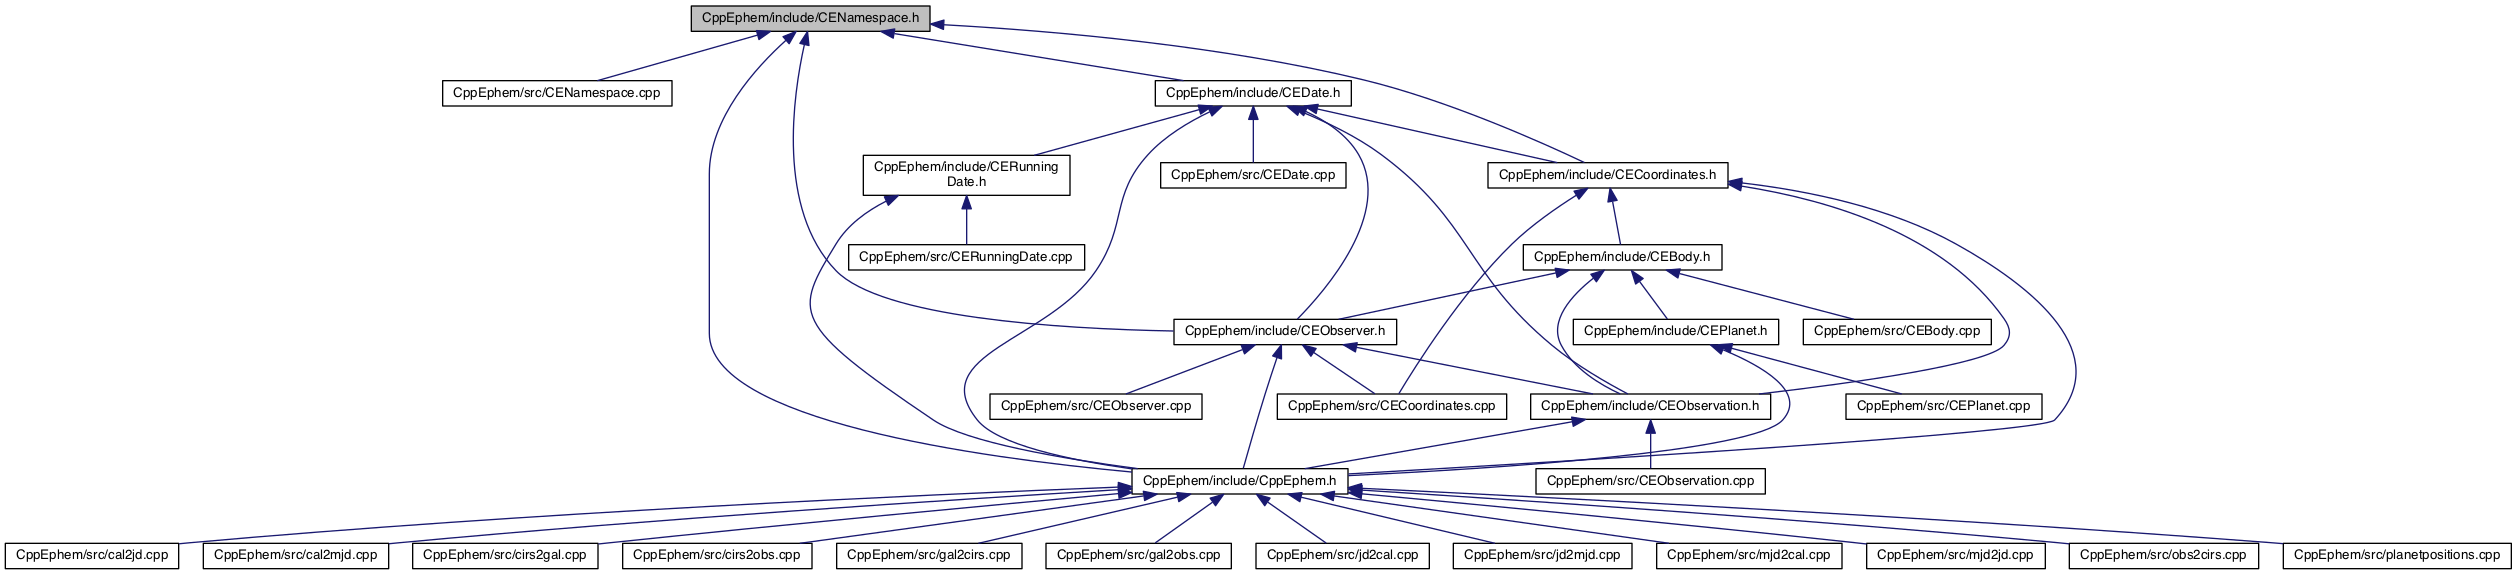 CppEphem/include/CENamespace.h
CppEphem/src/CENamespace.cpp
CppEphem/include/CEDate.h
CppEphem/include/CERunning
Date.h
CppEphem/src/CEDate.cpp
CppEphem/include/CECoordinates.h
CppEphem/src/CERunningDate.cpp
CppEphem/include/CEBody.h
CppEphem/include/CEObserver.h
CppEphem/include/CEPlanet.h
CppEphem/src/CEBody.cpp
CppEphem/src/CEObserver.cpp
CppEphem/src/CECoordinates.cpp
CppEphem/include/CEObservation.h
CppEphem/src/CEPlanet.cpp
CppEphem/include/CppEphem.h
CppEphem/src/CEObservation.cpp
CppEphem/src/cal2jd.cpp
CppEphem/src/cal2mjd.cpp
CppEphem/src/cirs2gal.cpp
CppEphem/src/cirs2obs.cpp
CppEphem/src/gal2cirs.cpp
CppEphem/src/gal2obs.cpp
CppEphem/src/jd2cal.cpp
CppEphem/src/jd2mjd.cpp
CppEphem/src/mjd2cal.cpp
CppEphem/src/mjd2jd.cpp
CppEphem/src/obs2cirs.cpp
CppEphem/src/planetpositions.cpp